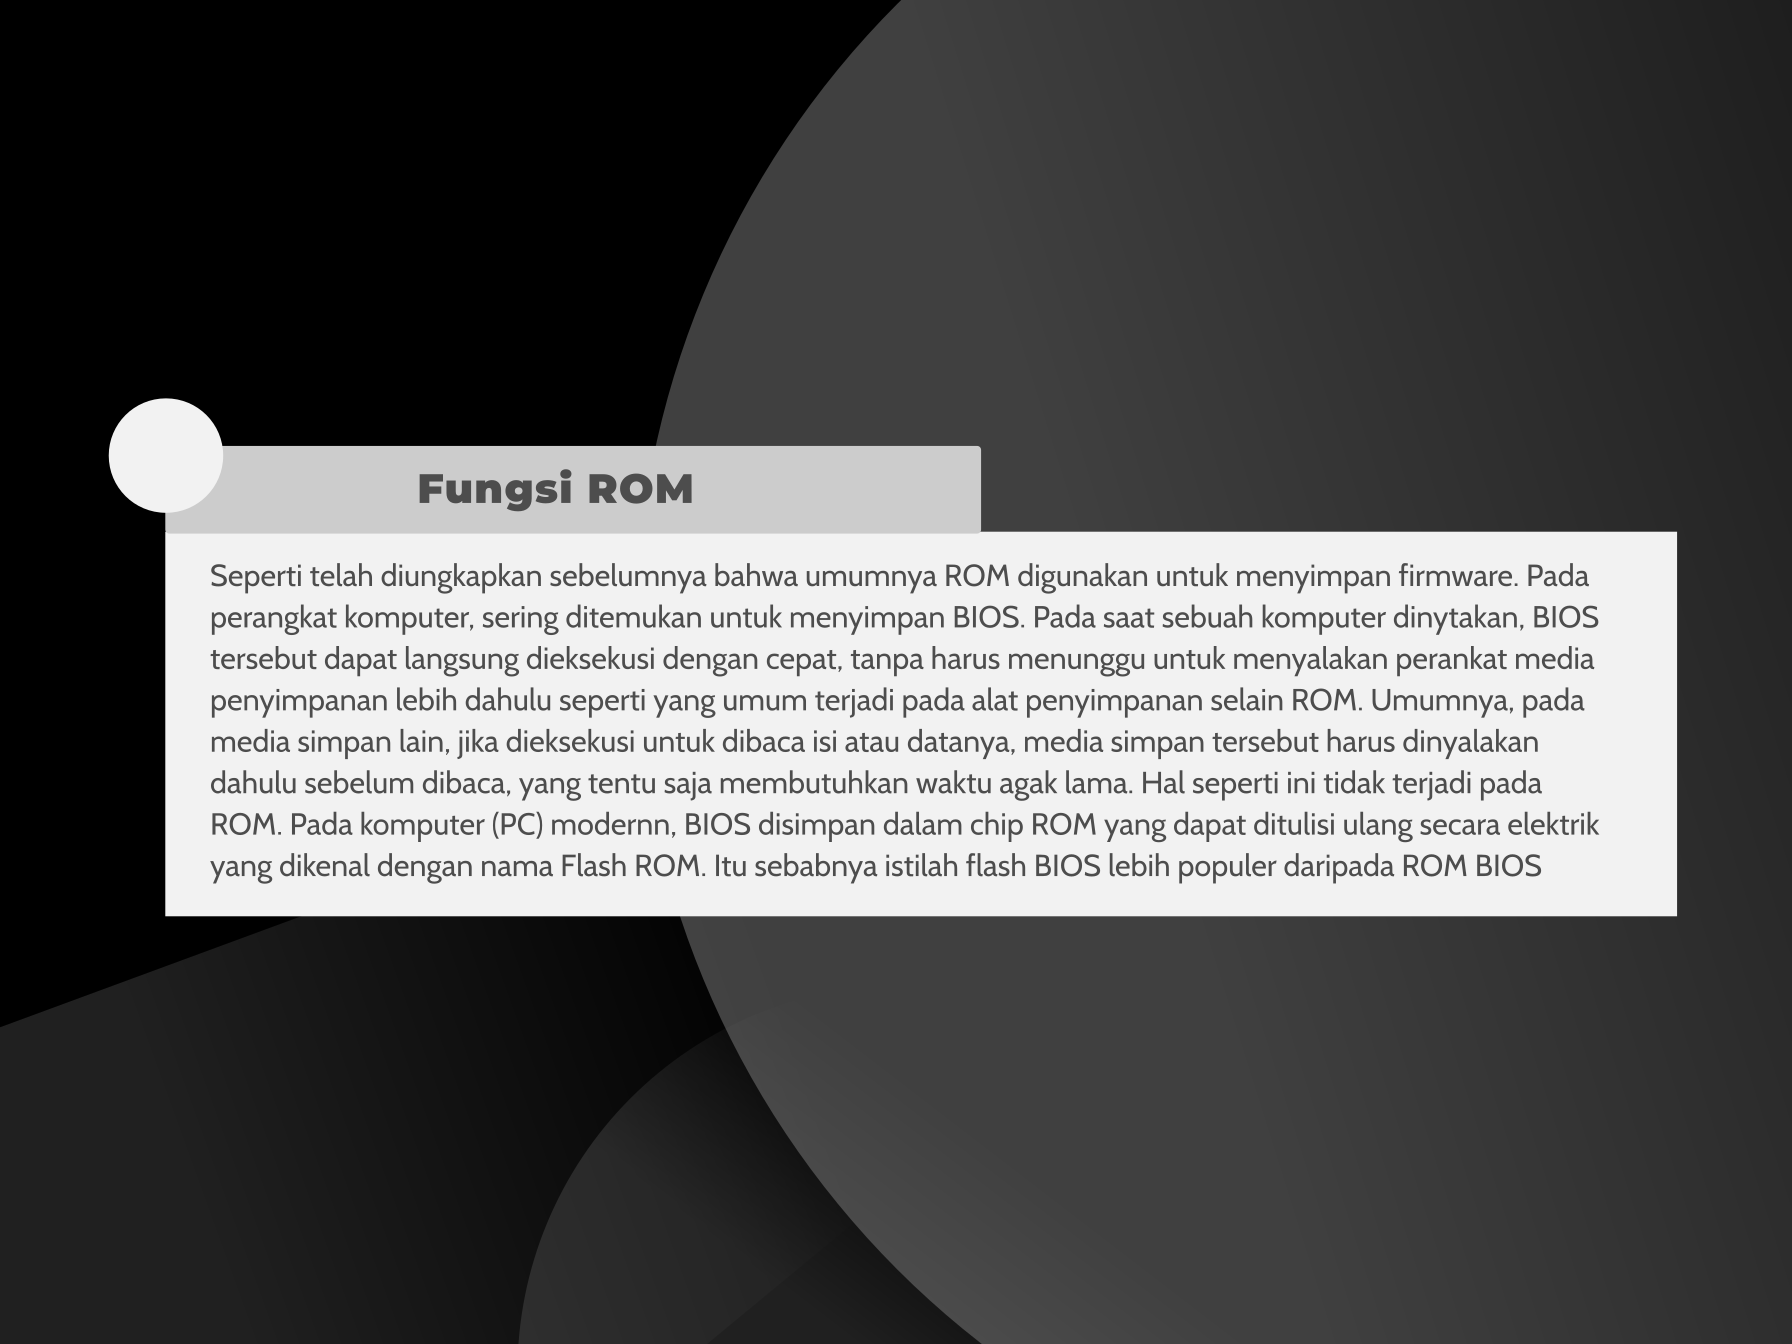 Fungsi ROM
Seperti telah diungkapkan sebelumnya bahwa umumnya ROM digunakan untuk menyimpan firmware. Pada
perangkat komputer, sering ditemukan untuk menyimpan BIOS. Pada saat sebuah komputer dinytakan, BIOS
tersebut dapat langsung dieksekusi dengan cepat, tanpa harus menunggu untuk menyalakan perankat media
penyimpanan lebih dahulu seperti yang umum terjadi pada alat penyimpanan selain ROM. Umumnya, pada
media simpan lain, jika dieksekusi untuk dibaca isi atau datanya, media simpan tersebut harus dinyalakan
dahulu sebelum dibaca, yang tentu saja membutuhkan waktu agak lama. Hal seperti ini tidak terjadi pada
ROM. Pada komputer (PC) modernn, BIOS disimpan dalam chip ROM yang dapat ditulisi ulang secara elektrik
yang dikenal dengan nama Flash ROM. Itu sebabnya istilah flash BIOS lebih populer daripada ROM BIOS